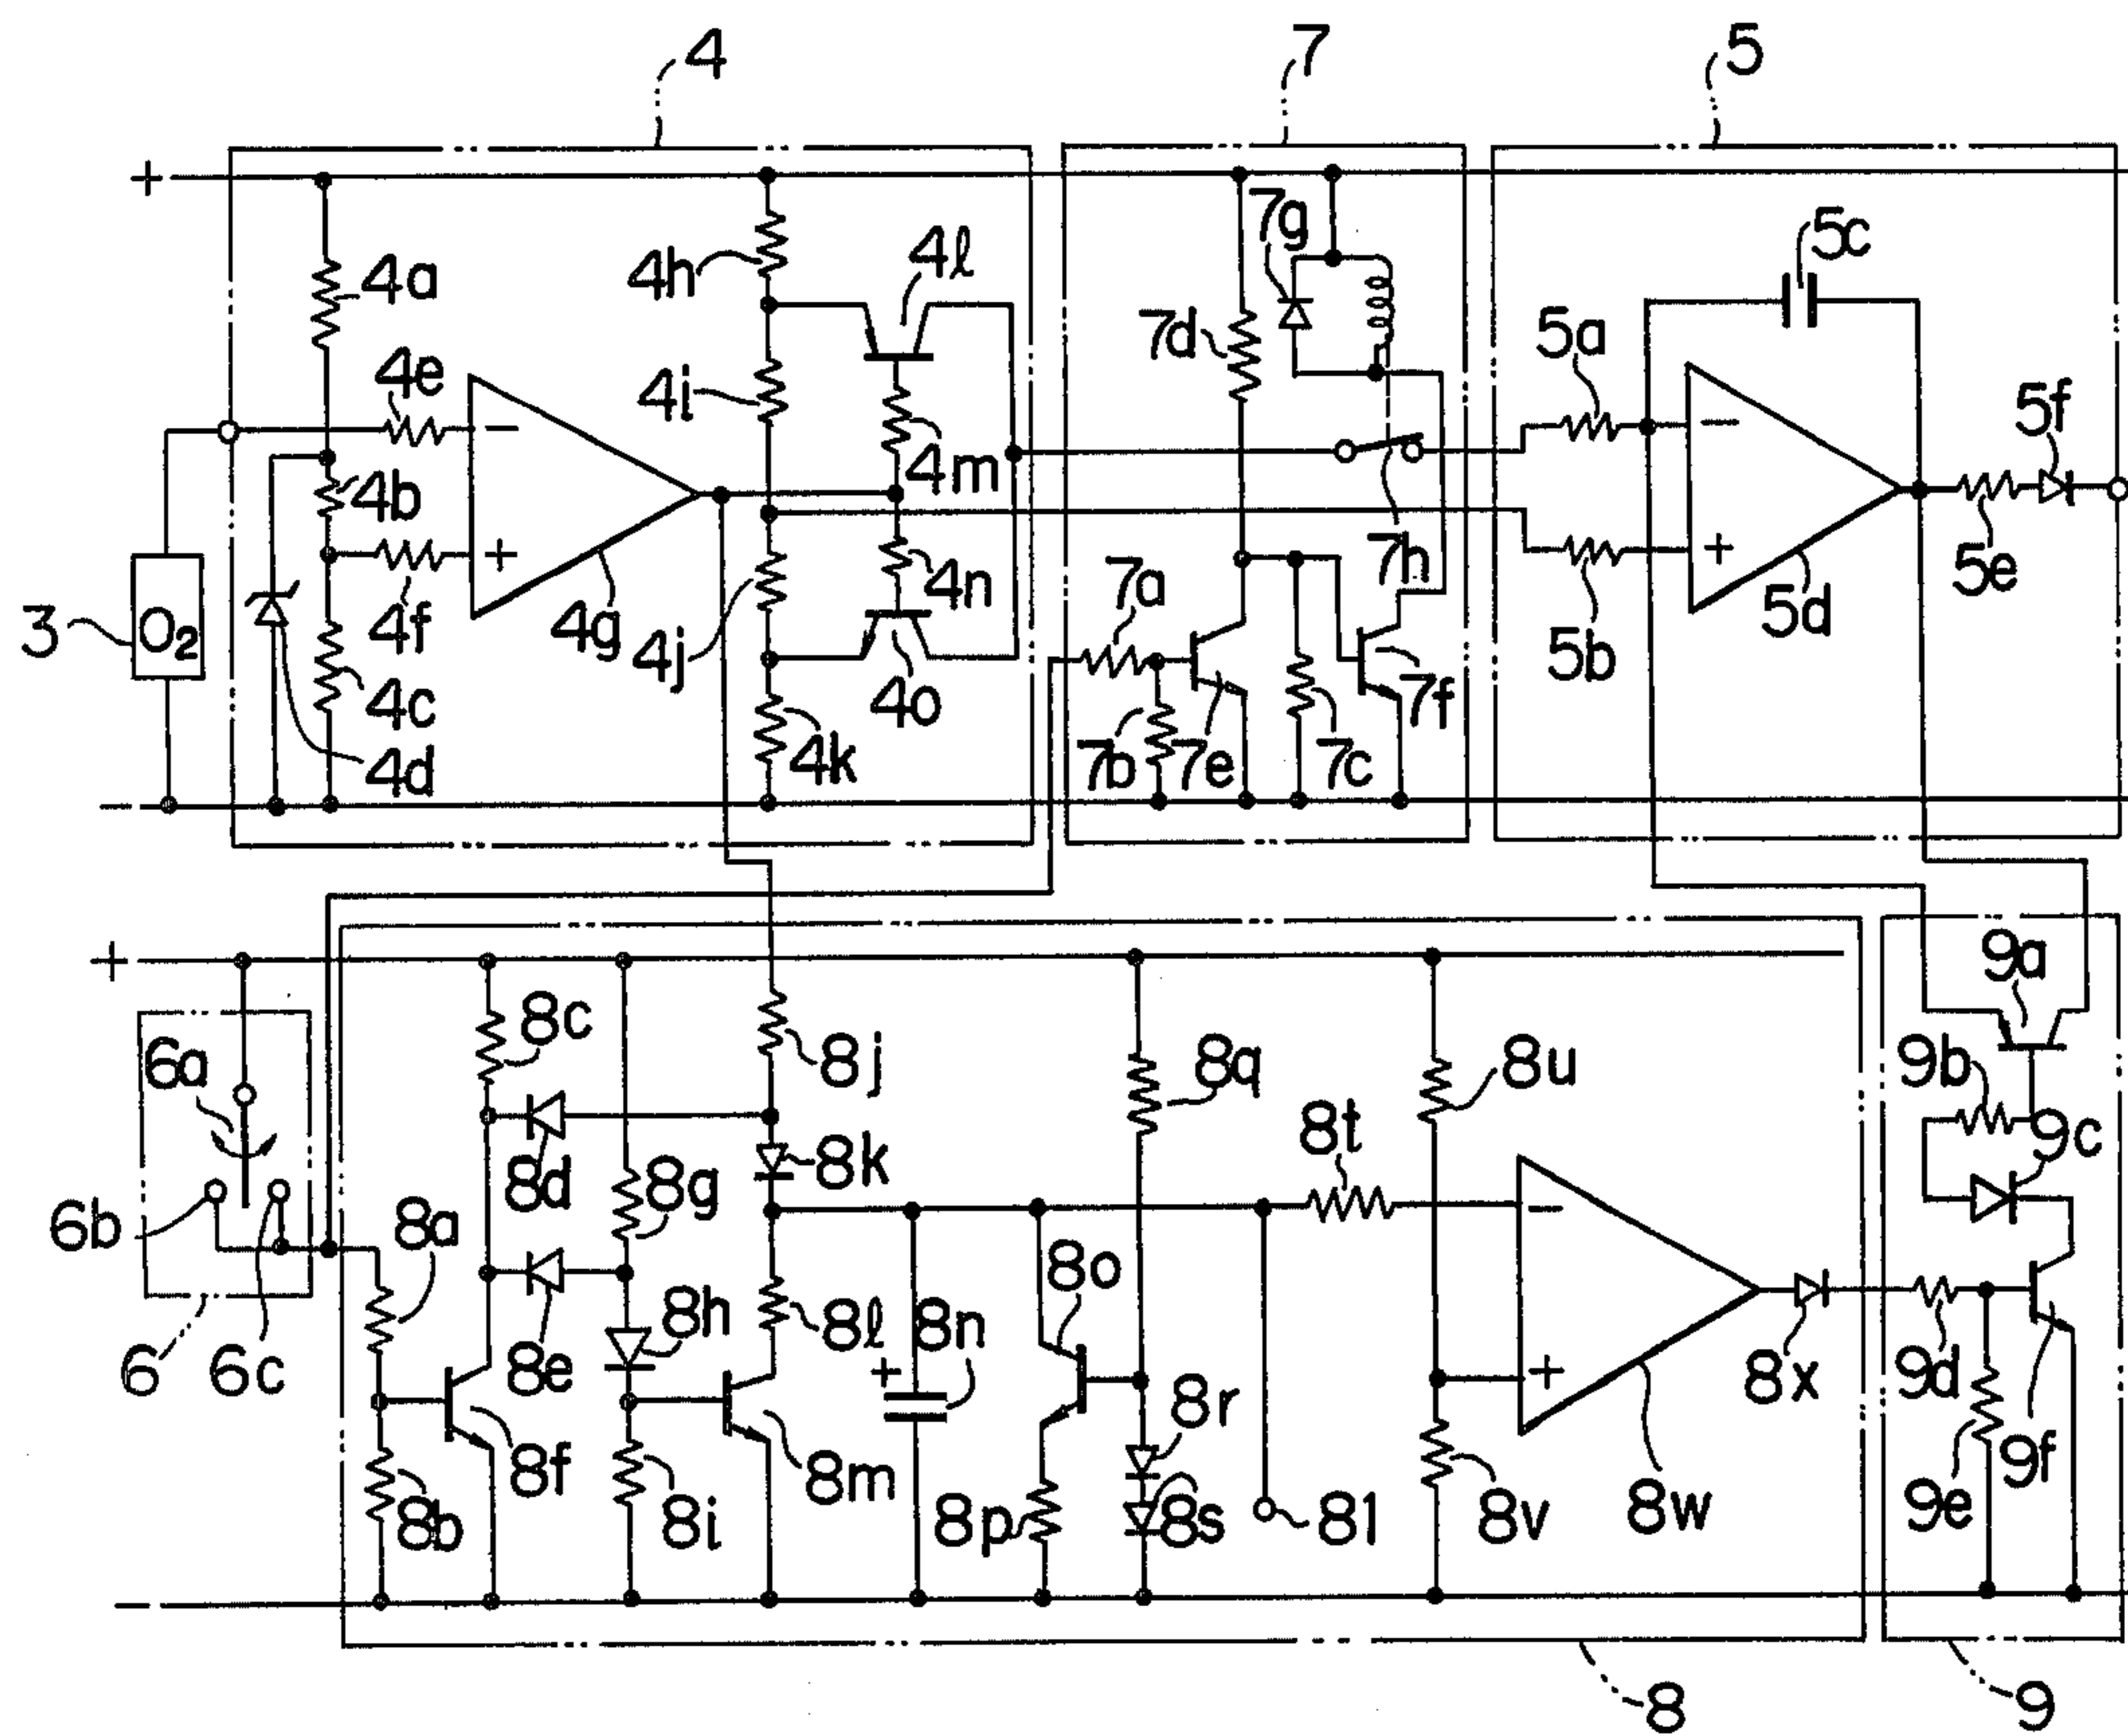 4
7
5
+
4h
4l
7g
5c
4a
7d
5a
4e
4i
−
−
5f
4m
4b
+
7h
+
5e
4n
7a
3
O2
4f
4g
4j
5b
5d
4c
4o
7f
4d
4k
7b
7e
7c
−
+
9a
8c
6a
8j
8q
8u
9b
8t
9c
8d
8k
8g
6b
8a
−
8o
8h
8l
8n
6
6c
8e
+
+
8x
9d
8r
8f
8m
9f
8b
8i
8p
8s
81
8v
8w
9e
−
8
9